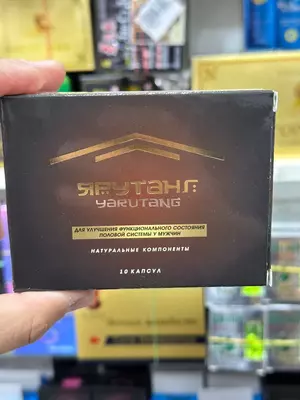 ЯРУТАНГ
YARUTANG
ДЛЯ УЛУЧШЕНИЯ ФУНКЦИОНАЛЬНОГО СОСТОЯНИЯ
ПОЛОВОЙ СИСТЕМЫ У МУЖЧИН
НАТУРАЛЬНЫЕ КОМПОНЕНТЫ
10 КАПСУЛ